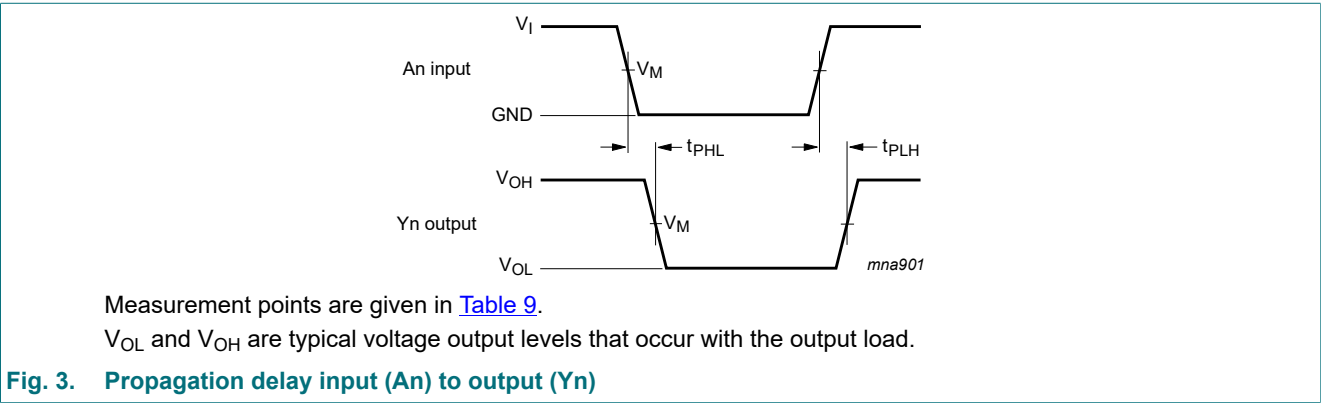 VI
An input
VM
GND
tPHL
tPLH
VOH
Yn output
VM
VOL
mna901
Measurement points are given in Table 9.
VOL and VOH are typical voltage output levels that occur with the output load.
Fig. 3. Propagation delay input (An) to output (Yn)